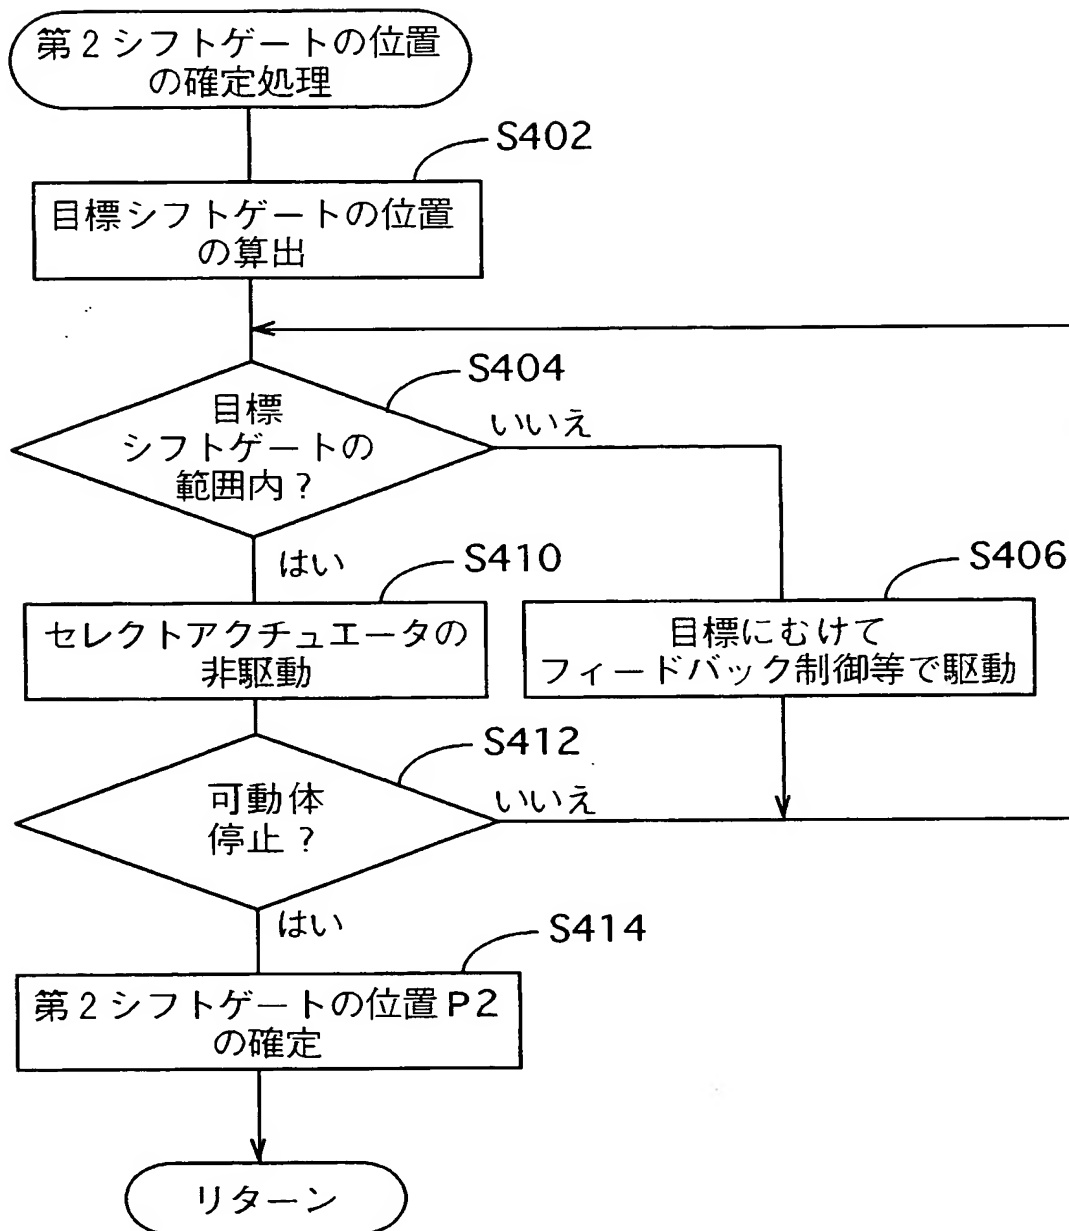 第2シフトゲートの位置
の確定処理
S402
目標シフトゲートの位置
の算出
S404
目標
シフトゲートの
範囲内?
いいえ
はい
S410
S406
セレクトアクチュエータの
非駆動
目標にむけて
フィードバック制御等で駆動
S412
可動体
停止?
いいえ
はい
S414
第2シフトゲートの位置P2
の確定
リターン